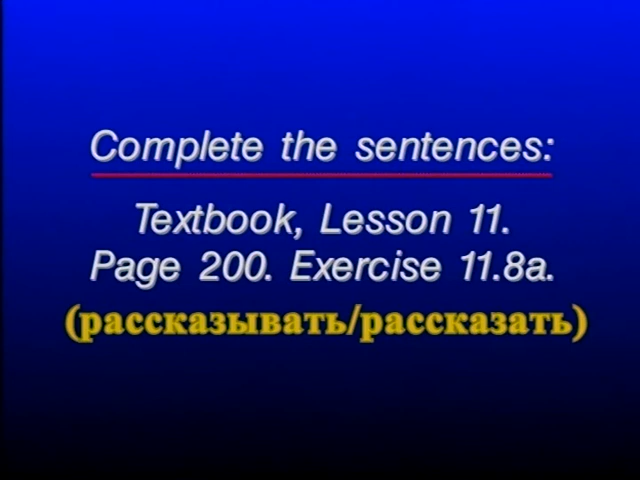 Complete the sentences:
Textbook, Lesson 11.
Page 200. Exercise 11.8a.
(рассказывать/рассказать)